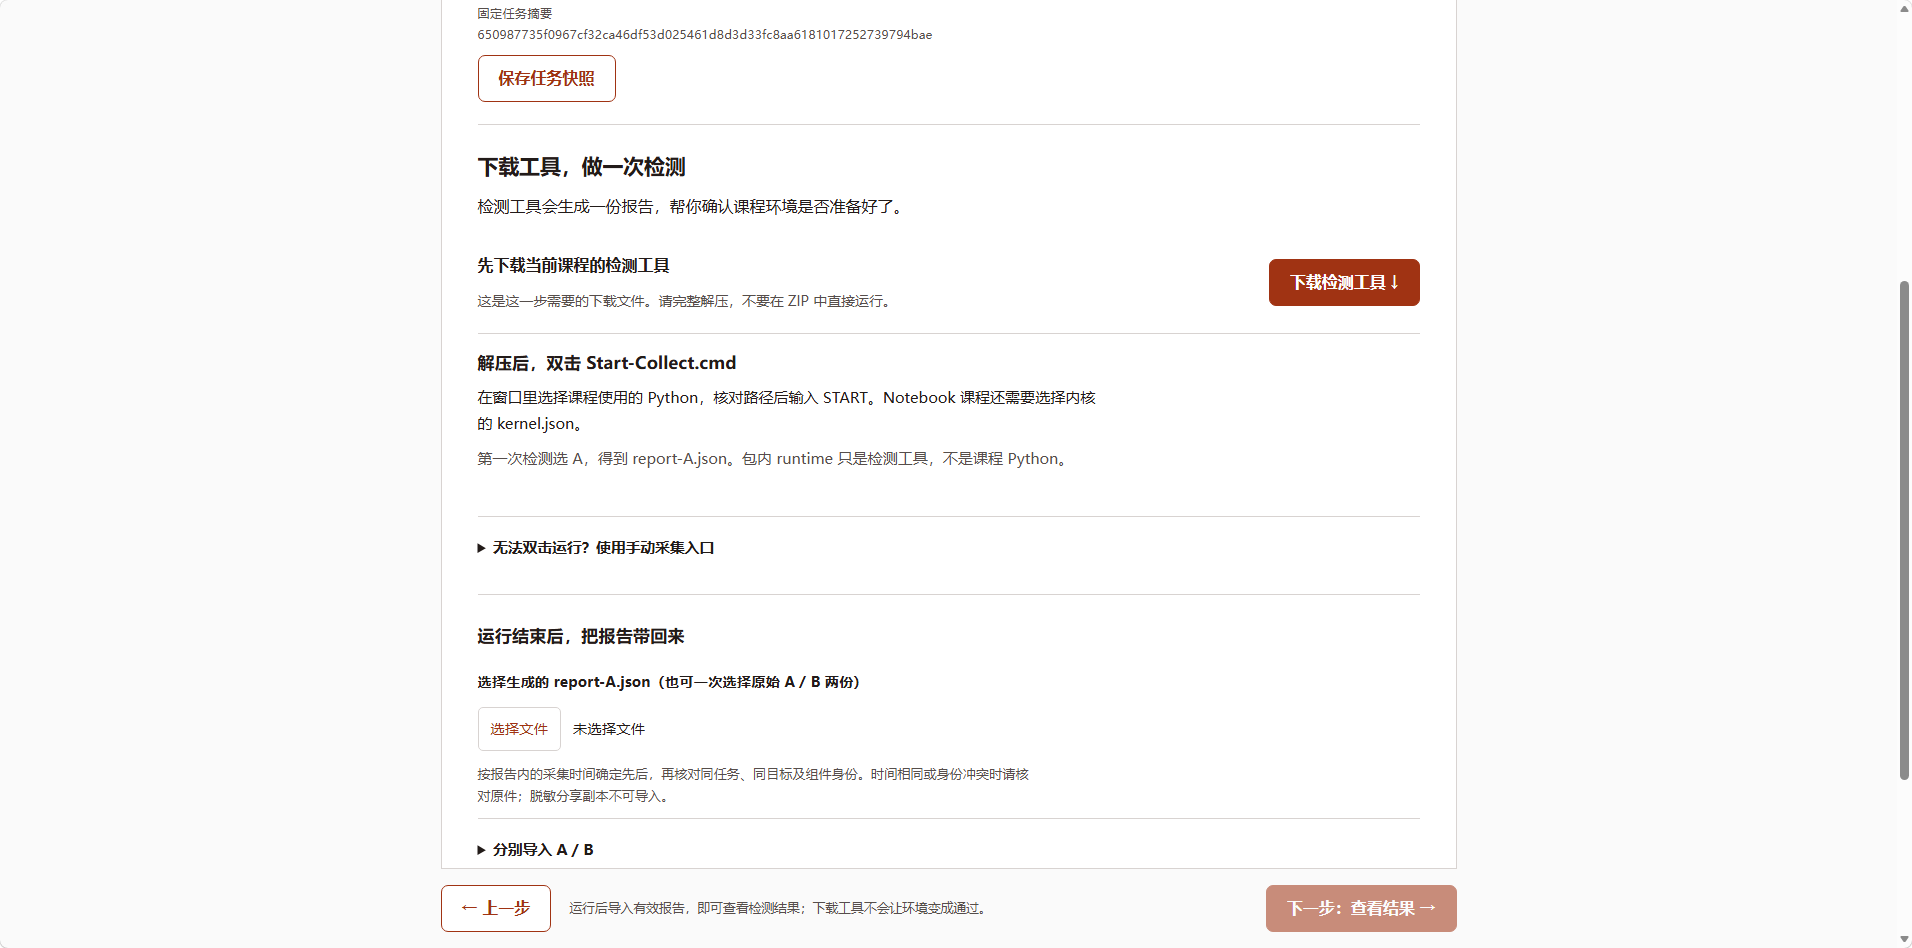 固定任务摘要
650987735f0967cf32ca46df53d025461d8d3d33fc8aa6181017252739794bae
保存任务快照
下载工具，做一次检测
检测工具会生成一份报告，帮你确认课程环境是否准备好了。
先下载当前课程的检测工具
这是这一步需要的下载文件。请完整解压，不要在 ZIP 中直接运行。
下载检测工具↓
解压后，双击 Start-Collect.cmd
在窗口里选择课程使用的 Python，核对路径后输入 START。Notebook 课程还需要选择内核
的 kernel.json。
第一次检测选 A，得到 report-A.json。包内 runtime 只是检测工具，不是课程 Python。
▶ 无法双击运行？使用手动采集入口
运行结束后，把报告带回来
选择生成的 report-A.json（也可一次选择原始 A / B 两份）
选择文件 未选择文件
按报告内的采集时间确定先后，再核对同任务、同目标及组件身份。时间相同或身份冲突时请核
对原件；脱敏分享副本不可导入。
▶ 分别导入 A / B
← 上一步
运行后导入有效报告，即可查看检测结果；下载工具不会让环境变成通过。
下一步：查看结果 →